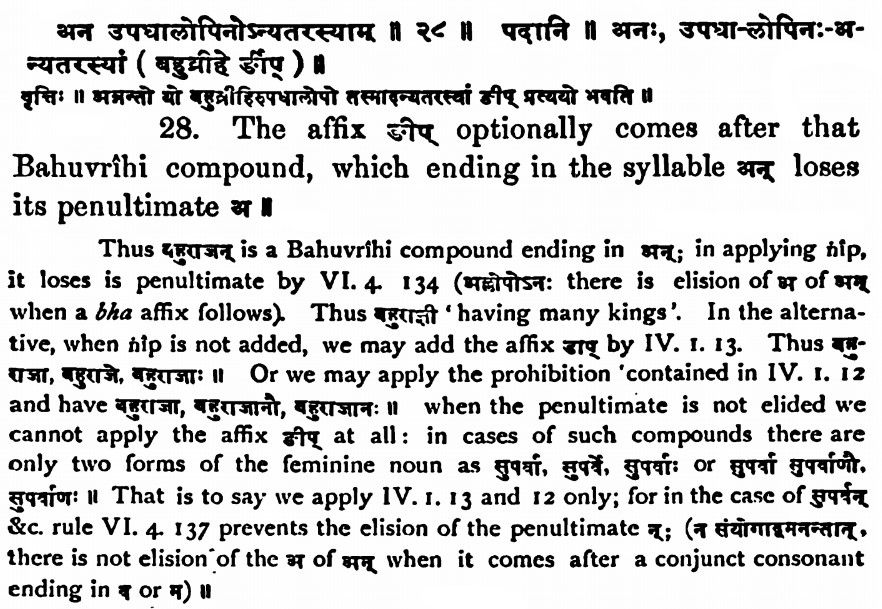 अन उपधालोपिनोऽन्यतरस्याम् ॥ २८ ॥ पदानि ॥ अनः, उपधा-लोपिनः-अ-
न्यतरस्यां ( बहुव्रीहे र्ङीप् ) ॥
वृत्तिः ॥ अन्नन्तो यो बहुव्रीहिरुपधालोपी तस्मादन्यतरस्यां ङीप् प्रत्ययो भवति ॥
28. The affix ङीप् optionally comes after that
Bahuvrîhi compound, which ending in the syllable अन् loses
its penultimate अ ॥
Thus बहुराजन् is a Bahuvrîhi compound ending in अन्; in applying ṅîp,
it loses is penultimate by VI. 4. 134 (अल्लोपोऽनः there is elision of अ of अन्
when a bha affix follows). Thus बहुराज्ञी 'having many kings'. In the alterna-
tive, when ṅîp is not added, we may add the affix डाप् by IV. 1. 13. Thus बहु-
राजा, बहुराजे, बहुराजाः ॥ Or we may apply the prohibition 'contained in IV. 1. 12
and have बहुराजा, बहुराजानौ, बहुराजानः ॥ when the penultimate is not elided we
cannot apply the affix ङीप् at all: in cases of such compounds there are
only two forms of the feminine noun as सुपर्वा, सुपर्वे, सुपर्वाः or सुपर्वा सुपर्वाणौ,
सुपर्वाणः ॥ That is to say we apply IV. 1. 13 and 12 only; for in the case of सुपर्वन्
&c. rule VI. 4. 137 prevents the elision of the penultimate न्; (न संयोगाद्वमन्तात्,
there is not elision of the अ of अन् when it comes after a conjunct consonant
ending in व or म) ॥